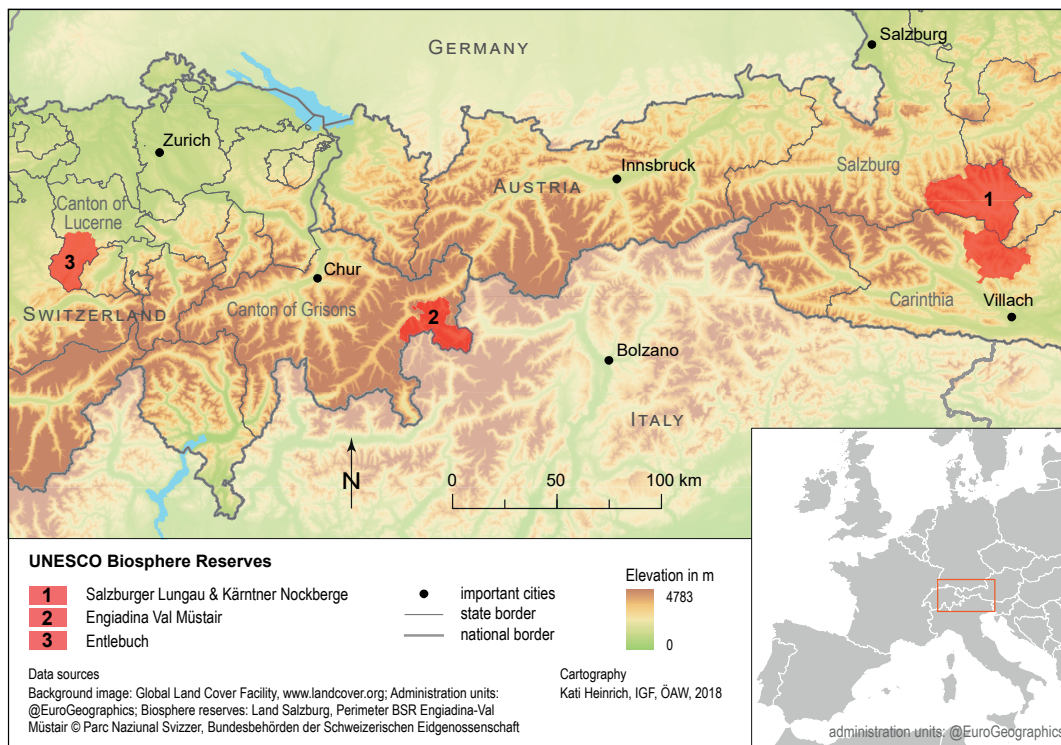 GERMANY
Salzburg
Zurich
Innsbruck
Salzburg
AUSTRIA
1
Canton of
Lucerne
3
Chur
Canton of Grisons
SWITZERLAND
2
Carinthia
Villach
Bolzano
ITALY
N
0 50 100 km
UNESCO Biosphere Reserves
1 Salzburger Lungau & Kärntner Nockberge
2 Engiadina Val Müstair
3 Entlebuch
important cities
state border
national border
Elevation in m
4783
0
Data sources
Background image: Global Land Cover Facility, www.landcover.org; Administration units:
@EuroGeographics; Biosphere reserves: Land Salzburg, Perimeter BSR Engiadina-Val
Müstair © Parc Naziunal Svizzer, Bundesbehörden der Schweizerischen Eidgenossenschaft
Cartography
Kati Heinrich, IGF, ÖAW, 2018
administration units: @EuroGeographics